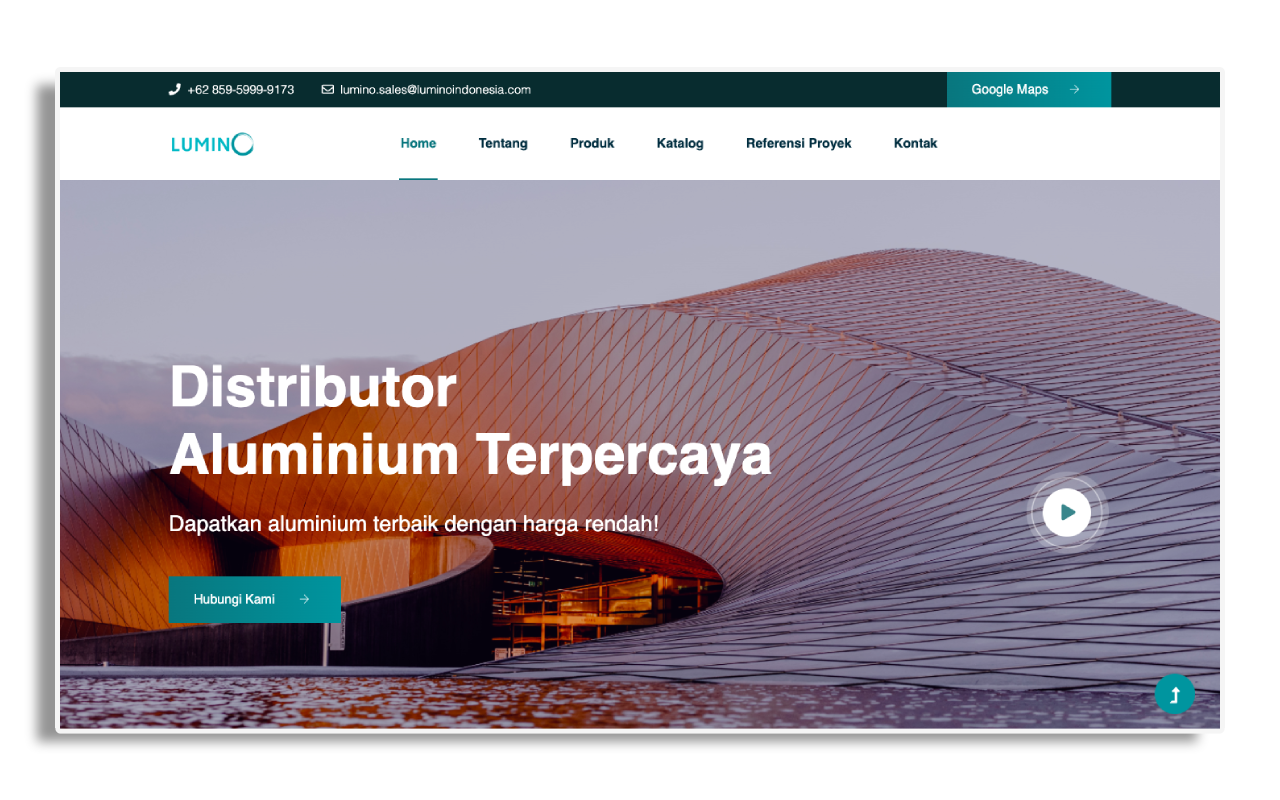 +62 859-5999-9173 lumino.sales@luminoindonesia.com Google Maps
LUMINO Home Tentang Produk Katalog Referensi Proyek Kontak
Distributor
Aluminium Terpercaya
Dapatkan aluminium terbaik dengan harga rendah!
Hubungi Kami